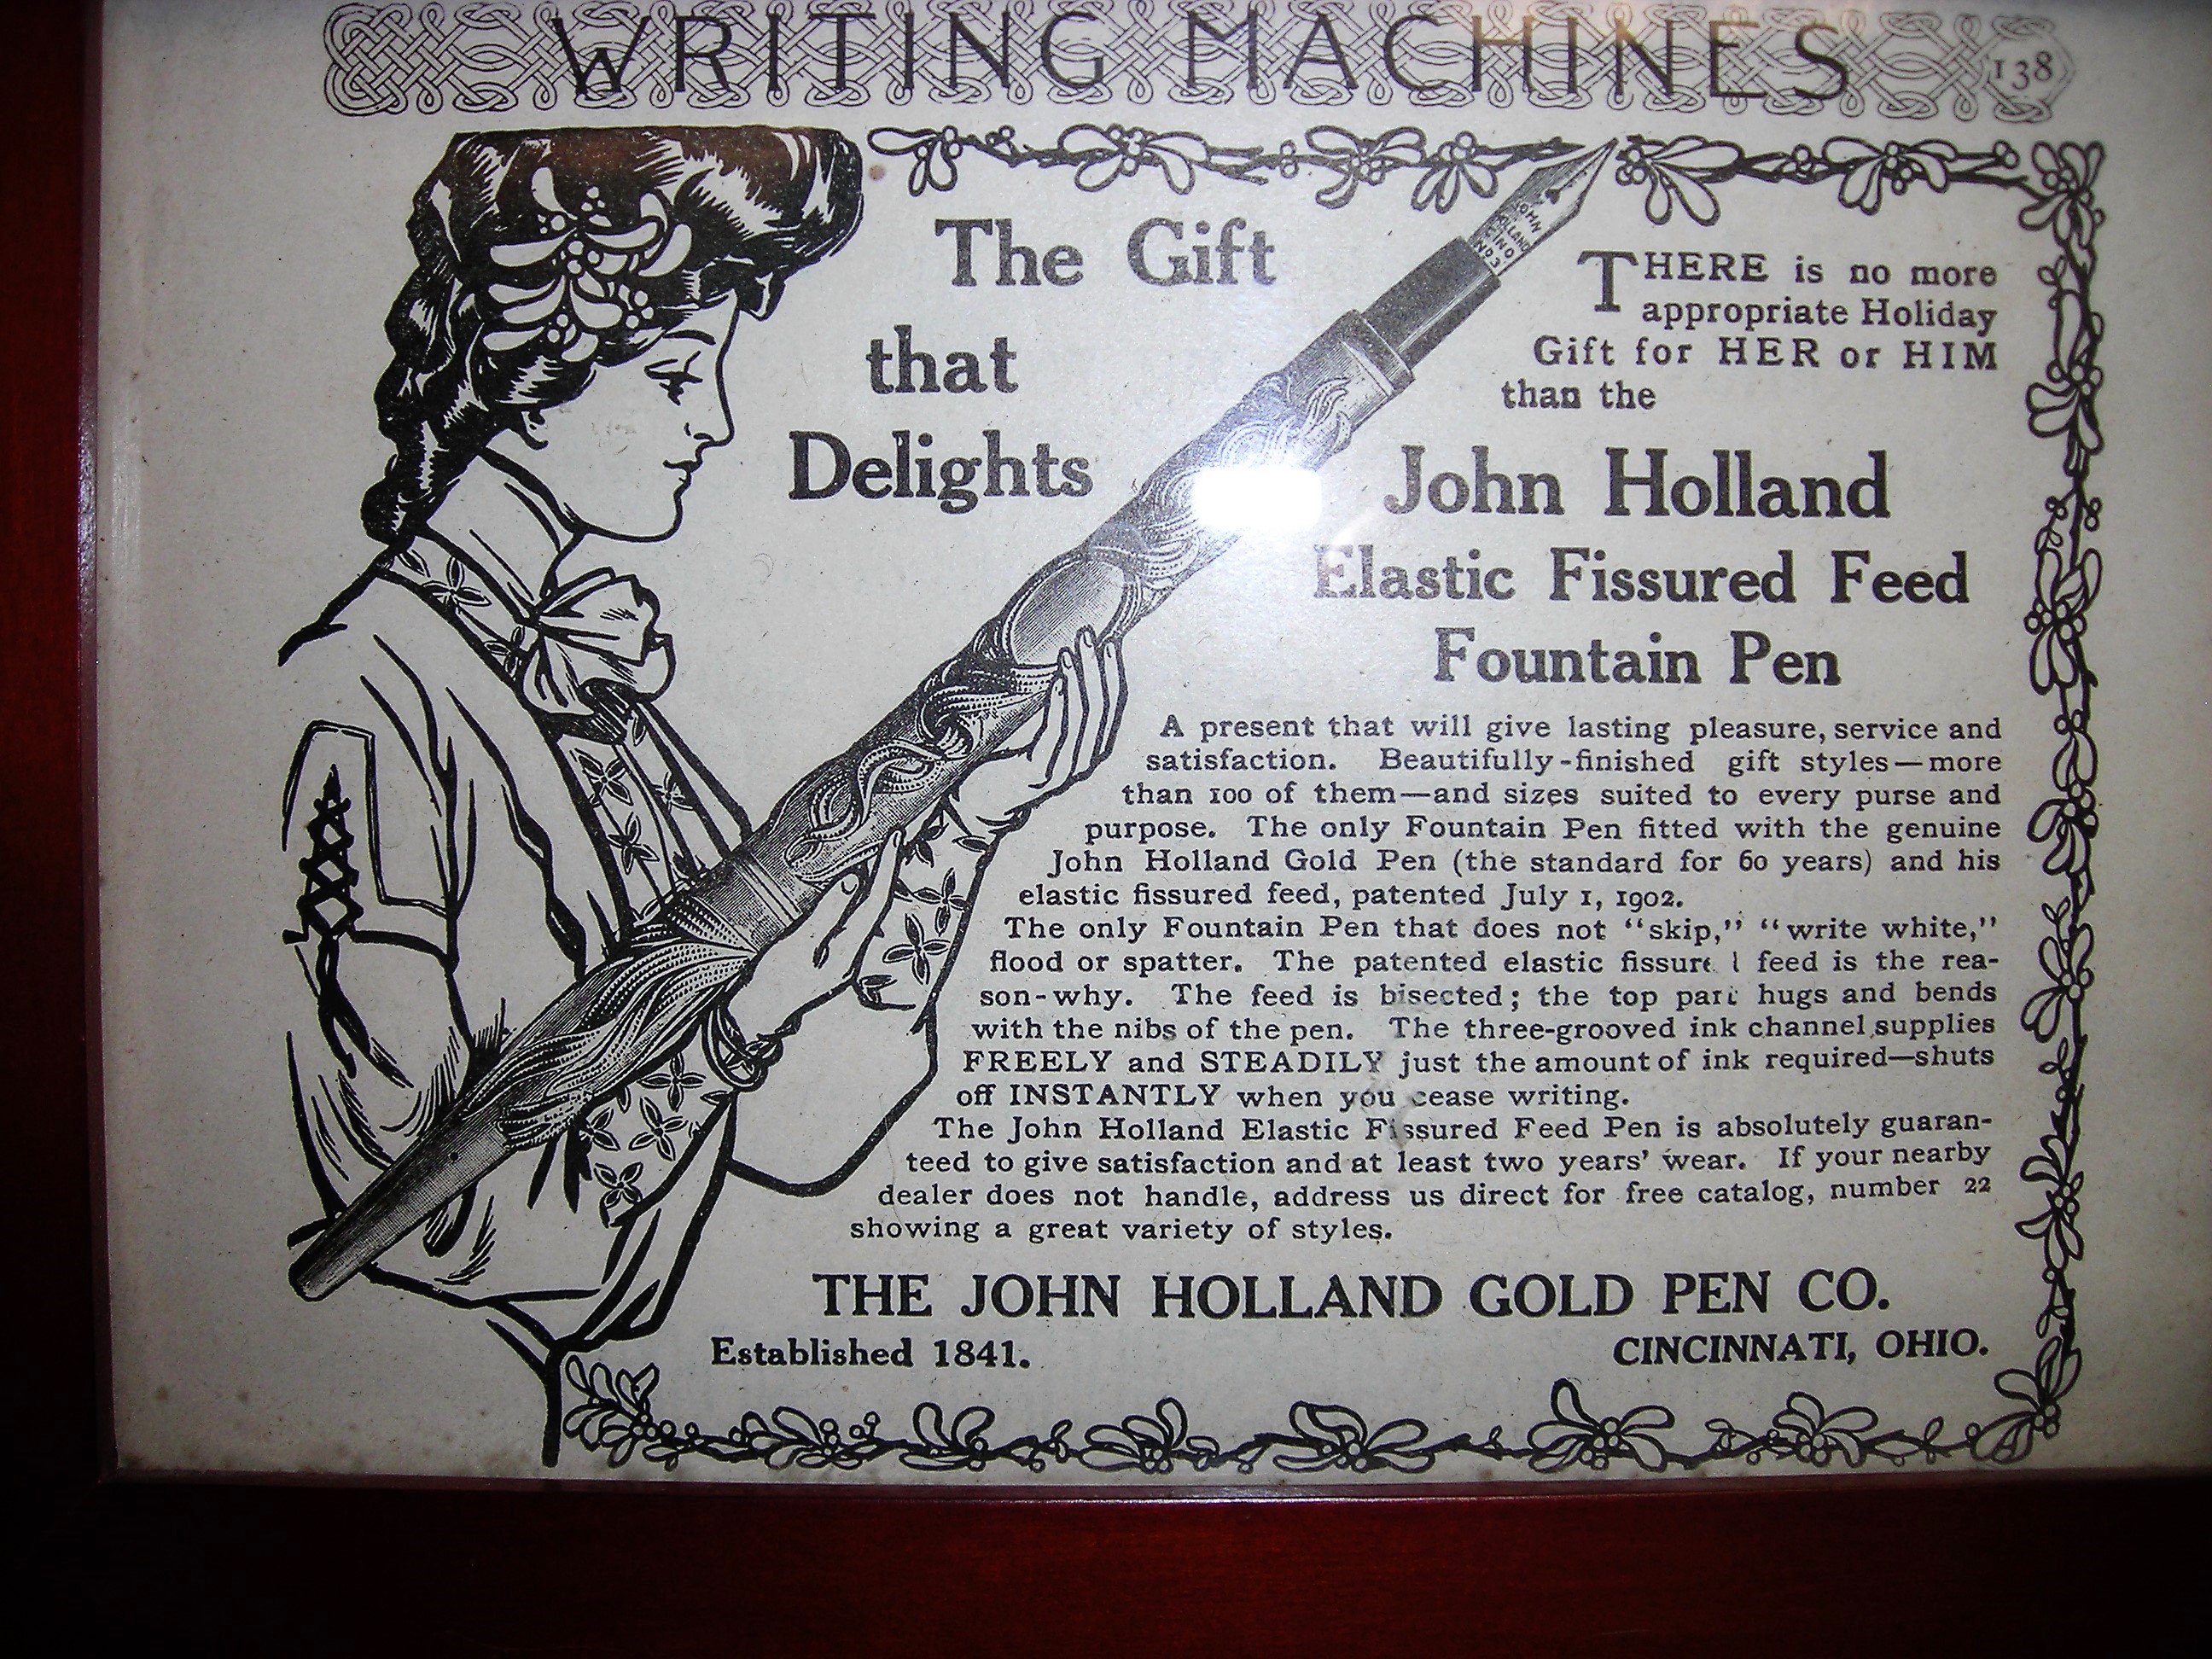 WRITING MACHINES
138
The Gift
that
Delights
JOHN
HOLLAND
CINO
NO3
THERE is no more
appropriate Holiday
Gift for HER or HIM
than the
John Holland
Elastic Fissured Feed
Fountain Pen
A present that will give lasting pleasure, service and
satisfaction. Beautifully-finished gift styles—more
than 100 of them—and sizes suited to every purse and
purpose. The only Fountain Pen fitted with the genuine
John Holland Gold Pen (the standard for 60 years) and his
elastic fissured feed, patented July 1, 1902.
The only Fountain Pen that does not "skip," "write white,"
flood or spatter. The patented elastic fissured feed is the rea-
son-why. The feed is bisected; the top part hugs and bends
with the nibs of the pen. The three-grooved ink channel supplies
FREELY and STEADILY just the amount of ink required—shuts
off INSTANTLY when you cease writing.
The John Holland Elastic Fissured Feed Pen is absolutely guaran-
teed to give satisfaction and at least two years' wear. If your nearby
dealer does not handle, address us direct for free catalog, number 22
showing a great variety of styles.
THE JOHN HOLLAND GOLD PEN CO.
Established 1841.
CINCINNATI, OHIO.